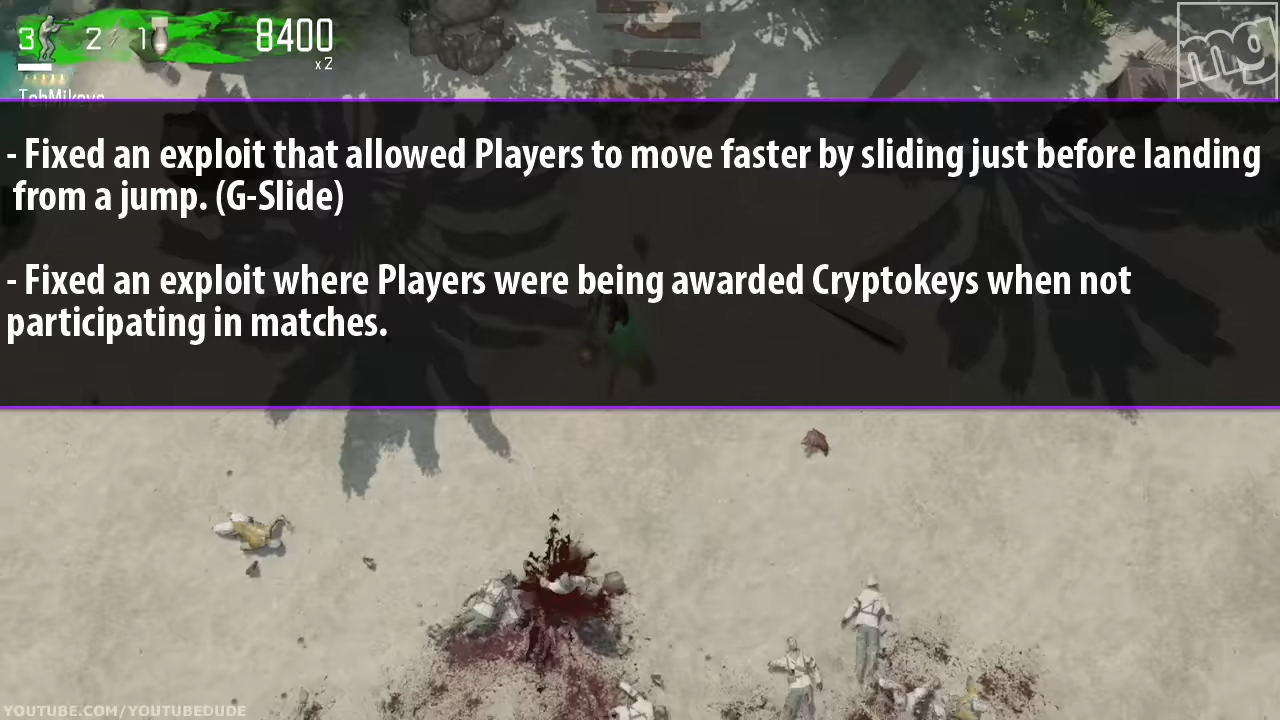 3 2 1 8400
x2
TehMikeye
mg
- Fixed an exploit that allowed Players to move faster by sliding just before landing
from a jump. (G-Slide)
- Fixed an exploit where Players were being awarded Cryptokeys when not
participating in matches.
YOUTUBE.COM/YOUTUBEDUDE